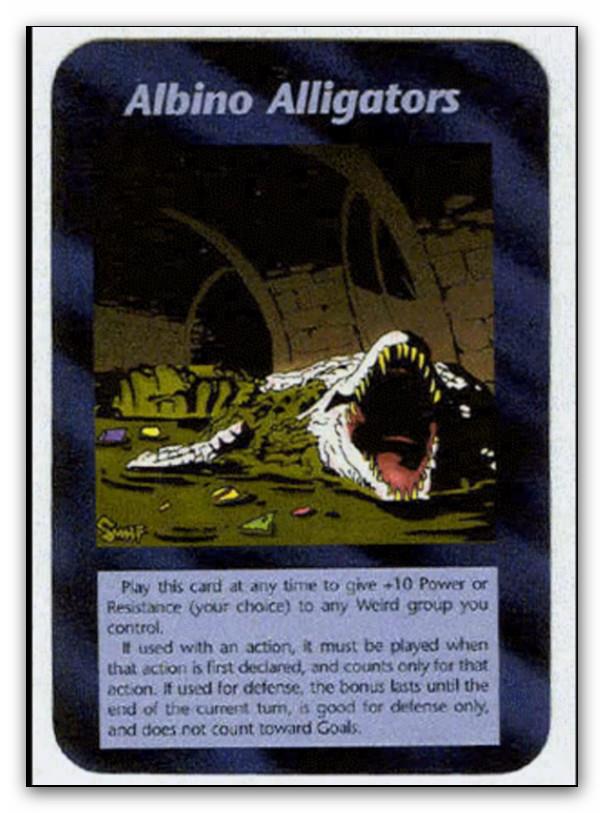 Albino Alligators
Play this card at any time to give +10 Power or
Resistance (your choice) to any Weird group you
control.
If used with an action, it must be played when
that action is first declared, and counts only for that
action. If used for defense, the bonus lasts until the
end of the current turn, is good for defense only,
and does not count toward Goals.